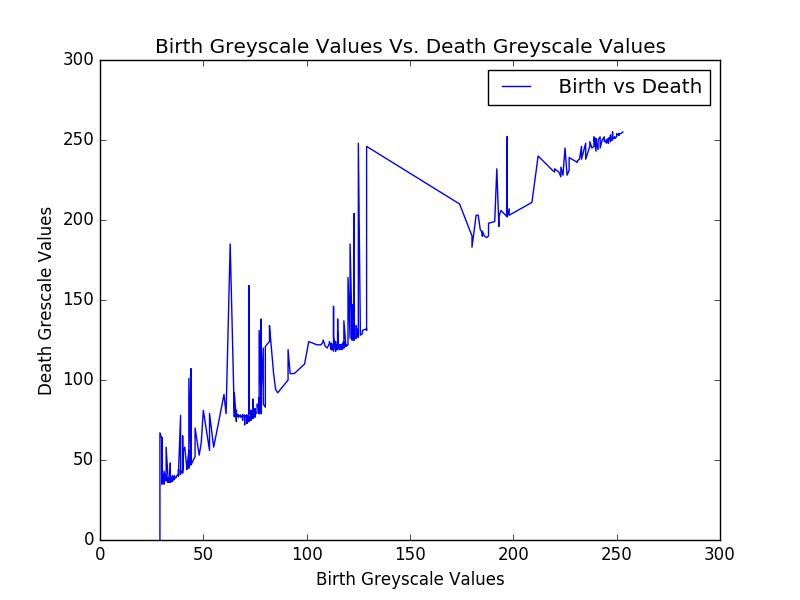 Birth Greyscale Values Vs. Death Greyscale Values
Birth vs Death
300
250
200
150
100
50
0
Death Grescale Values
0 50 100 150 200 250 300
Birth Greyscale Values